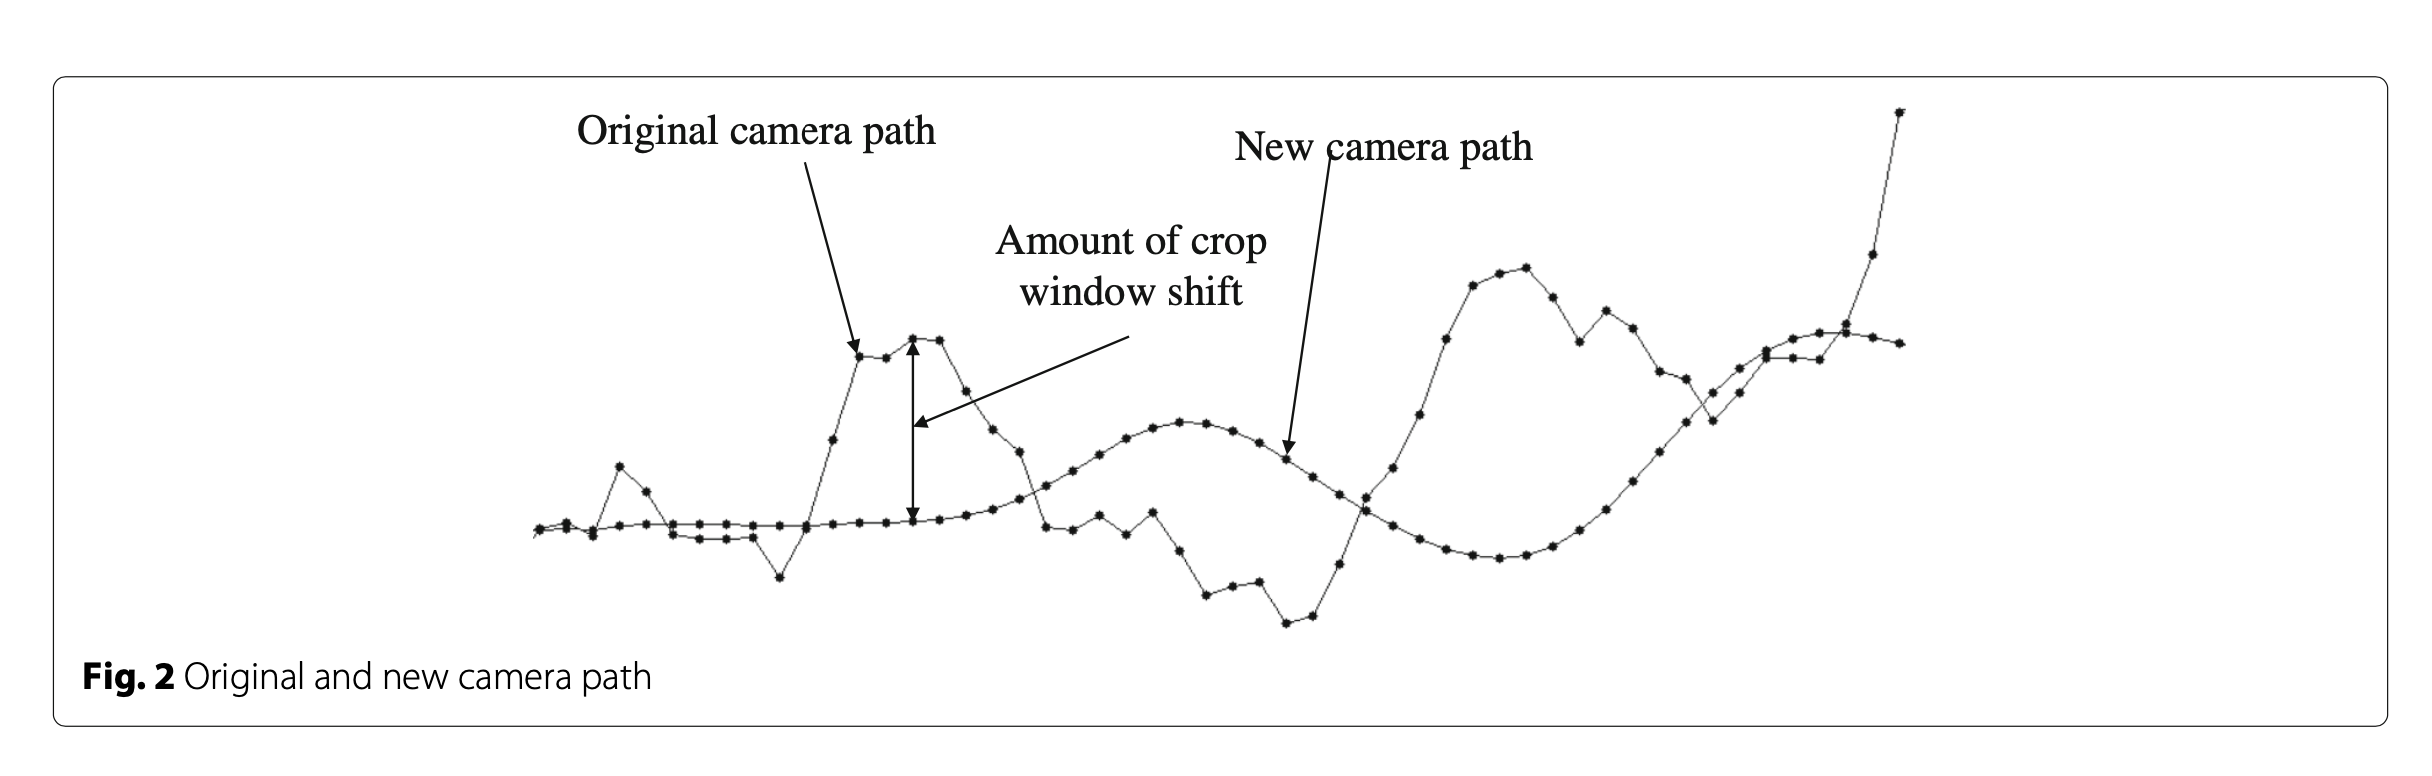 Original camera path
New camera path
Amount of crop
window shift
Fig. 2 Original and new camera path